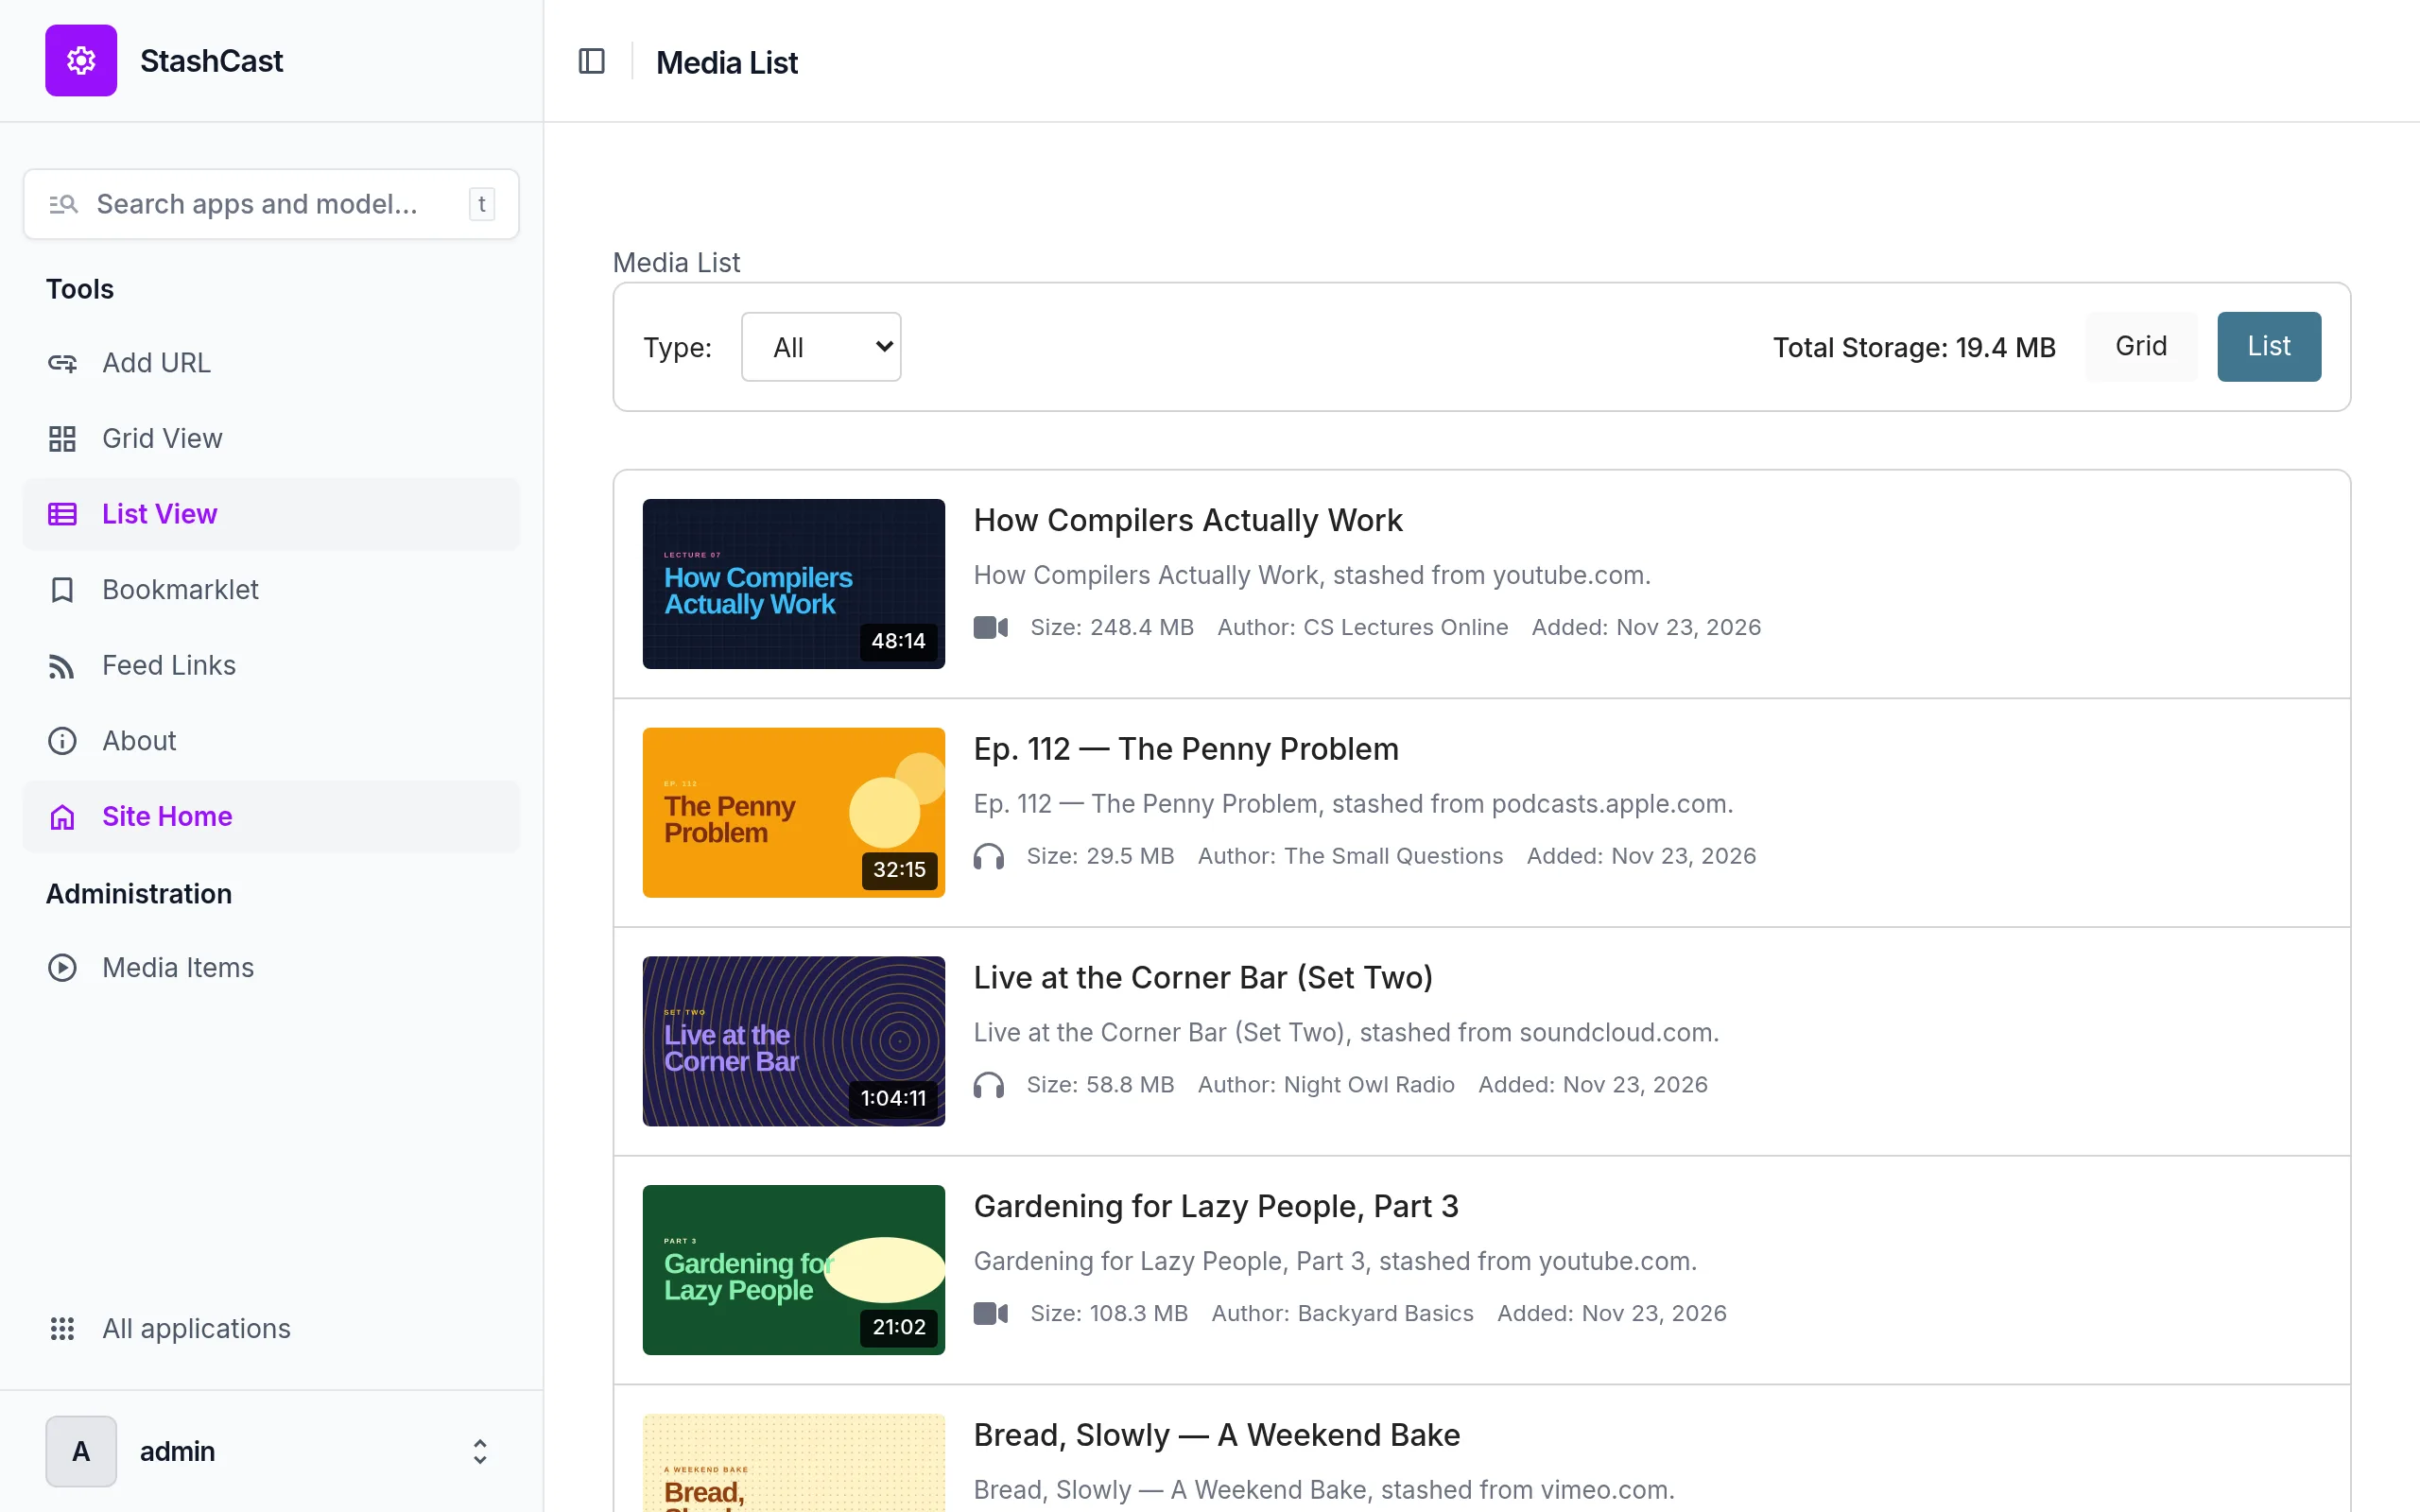 StashCast
Search apps and model...
t
Tools
Add URL
Grid View
List View
Bookmarklet
Feed Links
About
Site Home
Administration
Media Items
All applications
A
admin
Media List
Media List
Type:
All
Total Storage: 19.4 MB
Grid
List
LECTURE 07
How Compilers
Actually Work
48:14
How Compilers Actually Work
How Compilers Actually Work, stashed from youtube.com.
Size: 248.4 MB Author: CS Lectures Online Added: Nov 23, 2026
EP. 112
The Penny
Problem
32:15
Ep. 112 — The Penny Problem
Ep. 112 — The Penny Problem, stashed from podcasts.apple.com.
Size: 29.5 MB Author: The Small Questions Added: Nov 23, 2026
SET TWO
Live at the
Corner Bar
1:04:11
Live at the Corner Bar (Set Two)
Live at the Corner Bar (Set Two), stashed from soundcloud.com.
Size: 58.8 MB Author: Night Owl Radio Added: Nov 23, 2026
PART 3
Gardening for
Lazy People
21:02
Gardening for Lazy People, Part 3
Gardening for Lazy People, Part 3, stashed from youtube.com.
Size: 108.3 MB Author: Backyard Basics Added: Nov 23, 2026
A WEEKEND BAKE
Bread,
Bread, Slowly — A Weekend Bake
Bread, Slowly — A Weekend Bake, stashed from vimeo.com.